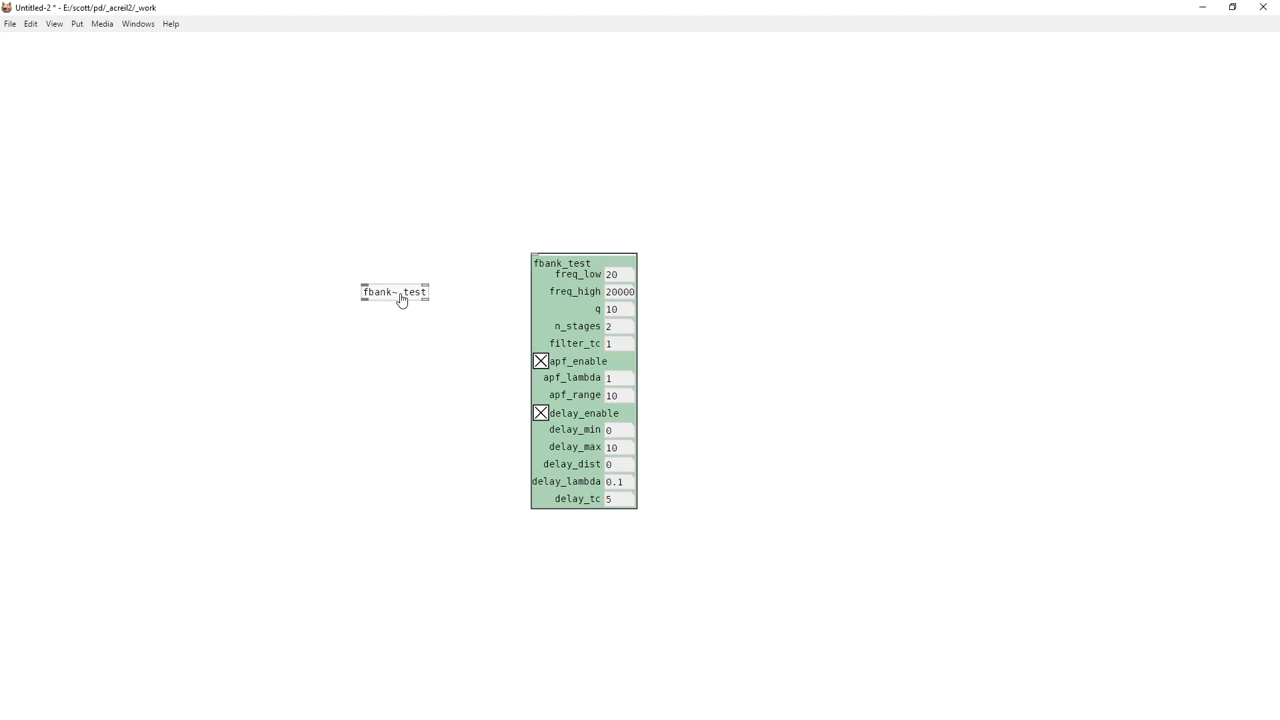 Untitled-2 * - E:/scott/pd/_acreil2/_work
File Edit View Put Media Windows Help
fbank~ test
fbank_test
freq_low 20
freq_high 20000
q 10
n_stages 2
filter_tc 1
apf_enable
apf_lambda 1
apf_range 10
delay_enable
delay_min 0
delay_max 10
delay_dist 0
delay_lambda 0.1
delay_tc 5